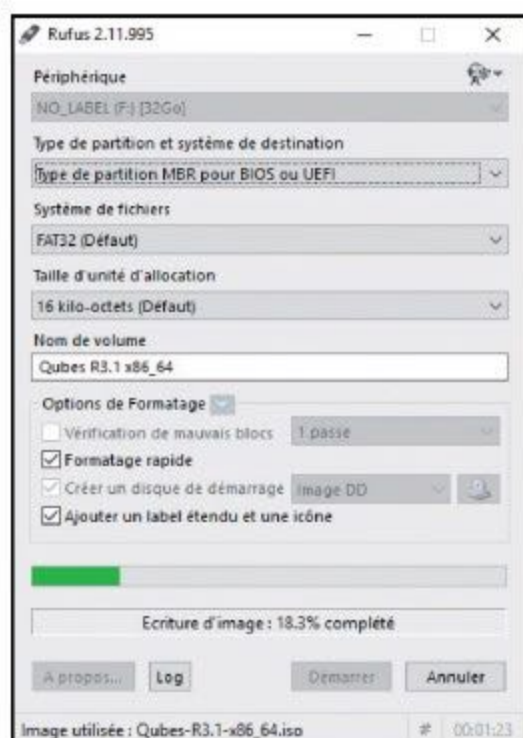 Rufus 2.11.995
Périphérique
NO_LABEL (F:) [32Go]
Type de partition et système de destination
Type de partition MBR pour BIOS ou UEFI
Système de fichiers
FAT32 (Défaut)
Taille d'unité d'allocation
16 kilo-octets (Défaut)
Nom de volume
Qubes R3.1 x86_64
Options de Formatage
Vérification de mauvais blocs 1 passe
Formatage rapide
Créer un disque de démarrage Image DD
Ajouter un label étendu et une icône
Ecriture d'image : 18.3% complété
A propos... Log Démarrer Annuler
Image utilisée : Qubes-R3.1-x86_64.iso # 00:01:23